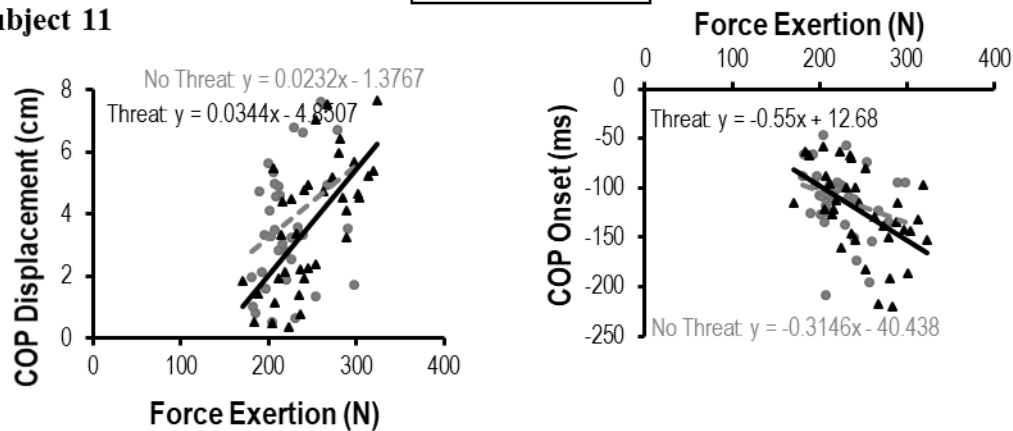 ubject 11
No Threat y = 0.0232x - 1.3767
Threat y = 0.0344x - 4.8507
COP Displacement (cm)
8
6
4
2
0
0 100 200 300 400
Force Exertion (N)
Force Exertion (N)
0 100 200 300 400
COP Onset (ms)
0
-50
-100
-150
-200
-250
Threat y = -0.55x + 12.68
No Threat y = -0.3146x - 40.438